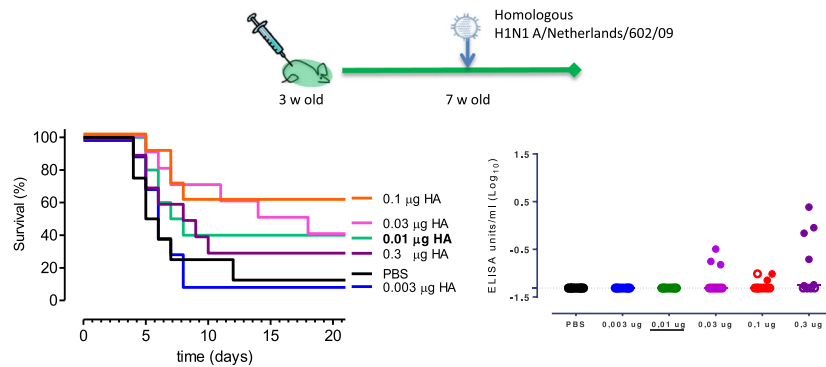 Homologous
H1N1 A/Netherlands/602/09
3 w old
7 w old
Survival (%)
100
80
60
40
20
0
0
5
10
15
20
time (days)
0.1 µg HA
0.03 µg HA
0.01 µg HA
0.3 µg HA
PBS
0.003 µg HA
ELISA units/ml (Log10)
1.5
0.5
-0.5
-1.5
PBS
0,003 ug
0,01 ug
0,03 ug
0,1 ug
0,3 ug